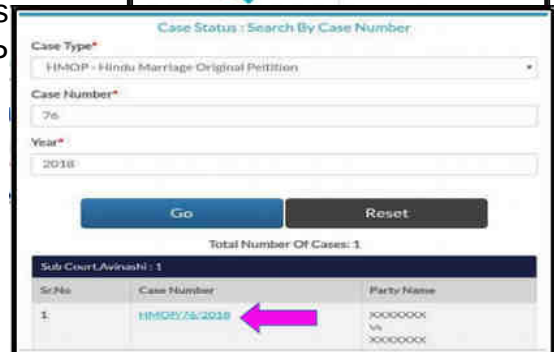 Case Status : Search By Case Number
Case Type*
HMOP - Hindu Marriage Original Peitition
Case Number*
76
Year*
2018
Go Reset
Total Number Of Cases: 1
Sub Court,Avinashi : 1
Sr.No Case Number Party Name
1 HMOP/76/2018 XXXXXXX
Vs
XXXXXXX